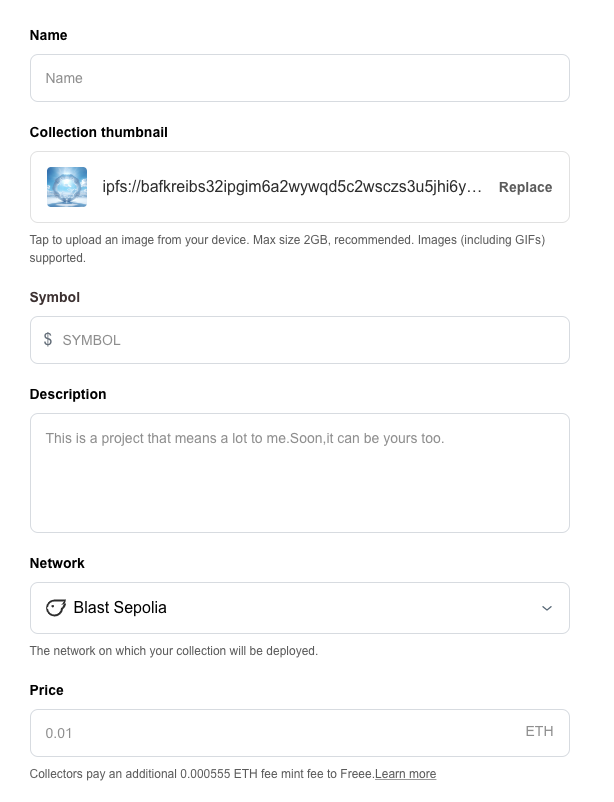 Name
Name
Collection thumbnail
ipfs://bafkreibs32ipgim6a2wywqd5c2wsczs3u5jhi6y… Replace
Tap to upload an image from your device. Max size 2GB, recommended. Images (including GIFs)
supported.
Symbol
$ SYMBOL
Description
This is a project that means a lot to me.Soon,it can be yours too.
Network
Blast Sepolia
The network on which your collection will be deployed.
Price
0.01 ETH
Collectors pay an additional 0.000555 ETH fee mint fee to Freee.Learn more